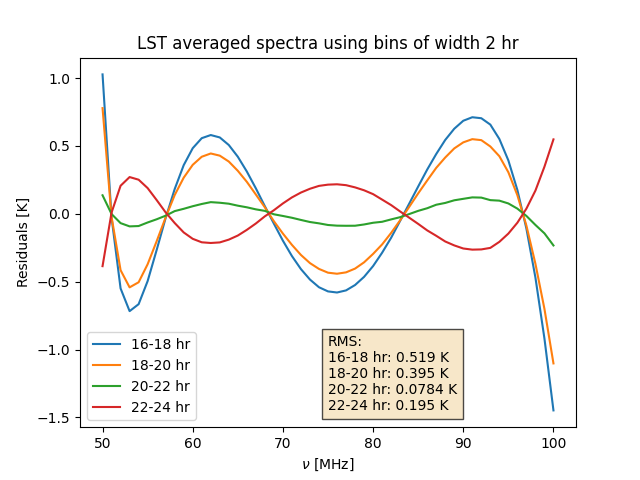 LST averaged spectra using bins of width 2 hr
Residuals [K]
1.0
0.5
0.0
−0.5
−1.0
−1.5
16-18 hr
18-20 hr
20-22 hr
22-24 hr
RMS:
16-18 hr: 0.519 K
18-20 hr: 0.395 K
20-22 hr: 0.0784 K
22-24 hr: 0.195 K
50 60 70 80 90 100
ν [MHz]